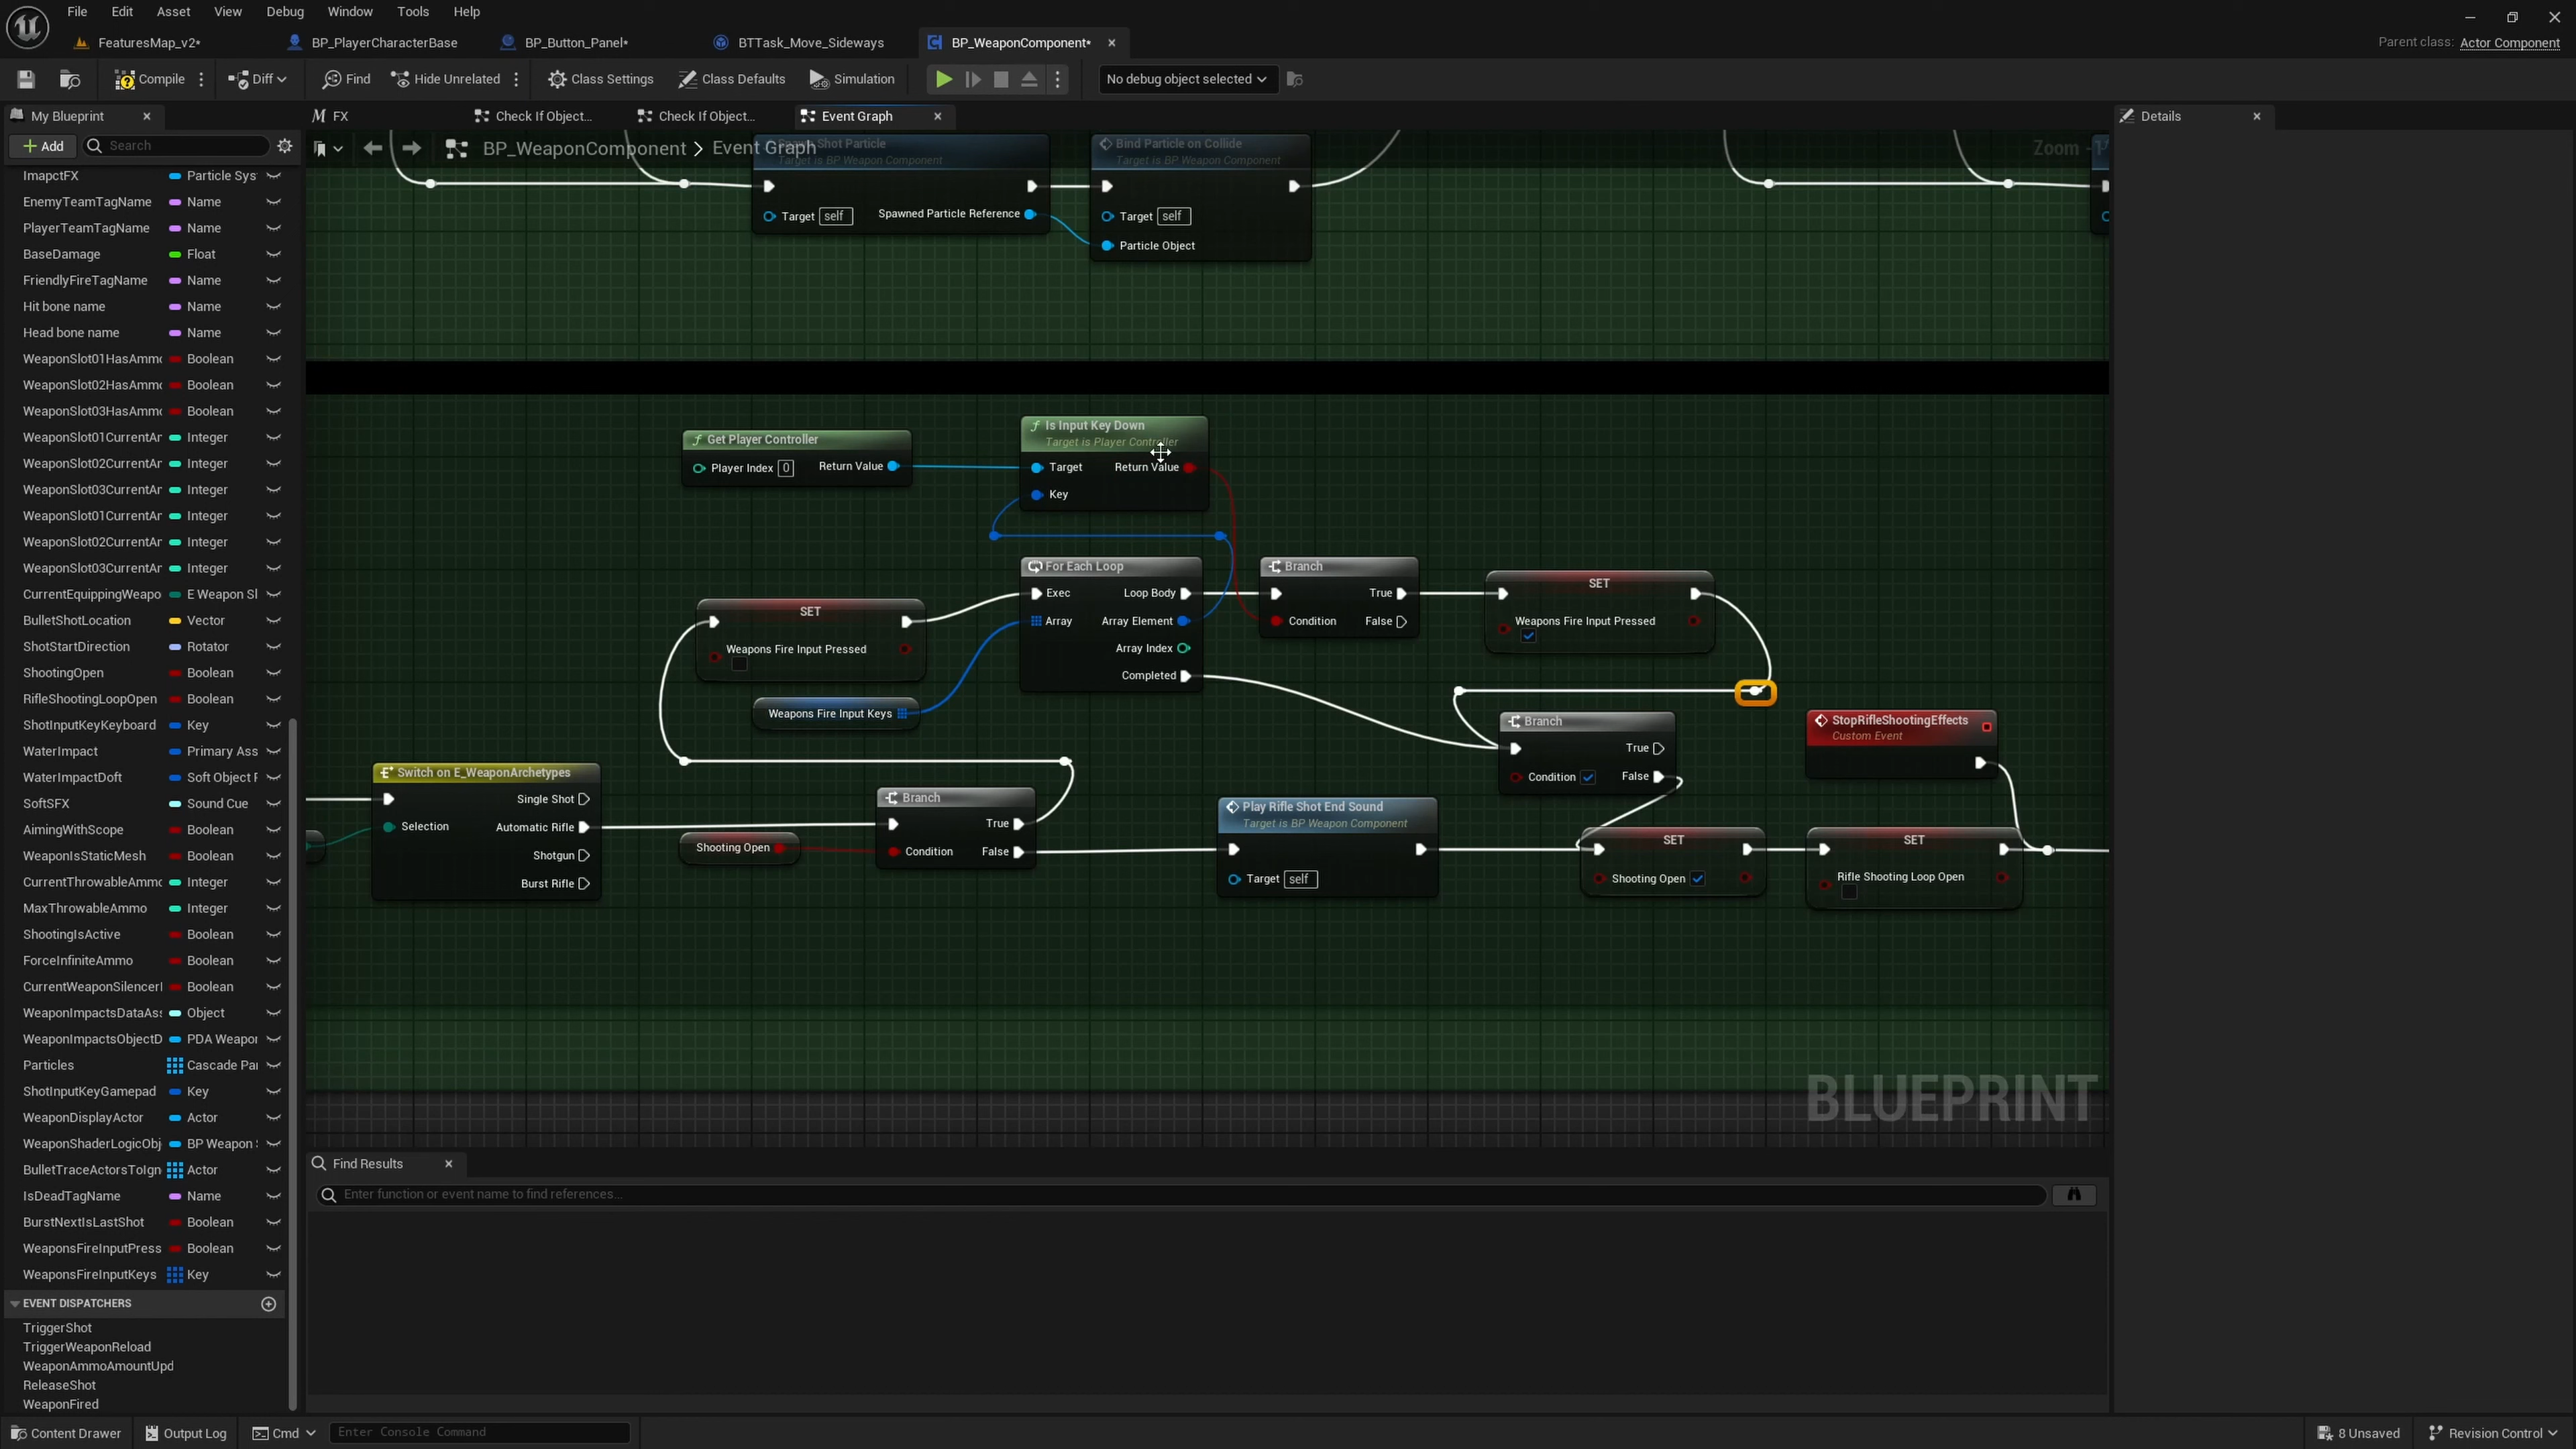 File Edit Asset View Debug Window Tools Help
FeaturesMap_v2* BP_PlayerCharacterBase BP_Button_Panel* BTTask_Move_Sideways BP_WeaponComponent*
Parent class: Actor Component
Compile Diff Find Hide Unrelated Class Settings Class Defaults Simulation No debug object selected
My Blueprint FX Check If Object... Check If Object... Event Graph Details
Add Search
BP_WeaponComponent > Event Graph
Zoom
ImapctFX Particle Sys
EnemyTeamTagName Name
PlayerTeamTagName Name
BaseDamage Float
FriendlyFireTagName Name
Hit bone name Name
Head bone name Name
WeaponSlot01HasAmmo Boolean
WeaponSlot02HasAmmo Boolean
WeaponSlot03HasAmmo Boolean
WeaponSlot01CurrentAr Integer
WeaponSlot02CurrentAr Integer
WeaponSlot03CurrentAr Integer
WeaponSlot01CurrentAr Integer
WeaponSlot02CurrentAr Integer
WeaponSlot03CurrentAr Integer
CurrentEquippingWeapo E Weapon Sl
BulletShotLocation Vector
ShotStartDirection Rotator
ShootingOpen Boolean
RifleShootingLoopOpen Boolean
ShotInputKeyKeyboard Key
WaterImpact Primary Ass
WaterImpactDoft Soft Object F
SoftSFX Sound Cue
AimingWithScope Boolean
WeaponIsStaticMesh Boolean
CurrentThrowableAmmo Integer
MaxThrowableAmmo Integer
ShootingIsActive Boolean
ForceInfiniteAmmo Boolean
CurrentWeaponSilencerI Boolean
WeaponImpactsDataAss Object
WeaponImpactsObjectD PDA Weapor
Particles Cascade Par
ShotInputKeyGamepad Key
WeaponDisplayActor Actor
WeaponShaderLogicObj BP Weapon
BulletTraceActorsToIgn Actor
IsDeadTagName Name
BurstNextIsLastShot Boolean
WeaponsFireInputPress Boolean
WeaponsFireInputKeys Key
EVENT DISPATCHERS
TriggerShot
TriggerWeaponReload
WeaponAmmoAmountUpd
ReleaseShot
WeaponFired
Shot Particle
Target is BP Weapon Component
Target self Spawned Particle Reference
Bind Particle on Collide
Target is BP Weapon Component
Target self
Particle Object
Get Player Controller
Player Index 0 Return Value
Is Input Key Down
Target is Player Controller
Target Return Value
Key
SET
Weapons Fire Input Pressed
Weapons Fire Input Keys
For Each Loop
Exec Loop Body
Array Array Element
Array Index
Completed
Branch
True
Condition False
SET
Weapons Fire Input Pressed
Branch
True
Condition False
StopRifleShootingEffects
Custom Event
Switch on E_WeaponArchetypes
Single Shot
Selection Automatic Rifle
Shotgun
Burst Rifle
Shooting Open
Branch
True
Condition False
Play Rifle Shot End Sound
Target is BP Weapon Component
Target self
SET
Shooting Open
SET
Rifle Shooting Loop Open
BLUEPRINT
Find Results
Enter function or event name to find references...
Content Drawer Output Log Cmd Enter Console Command 8 Unsaved Revision Control